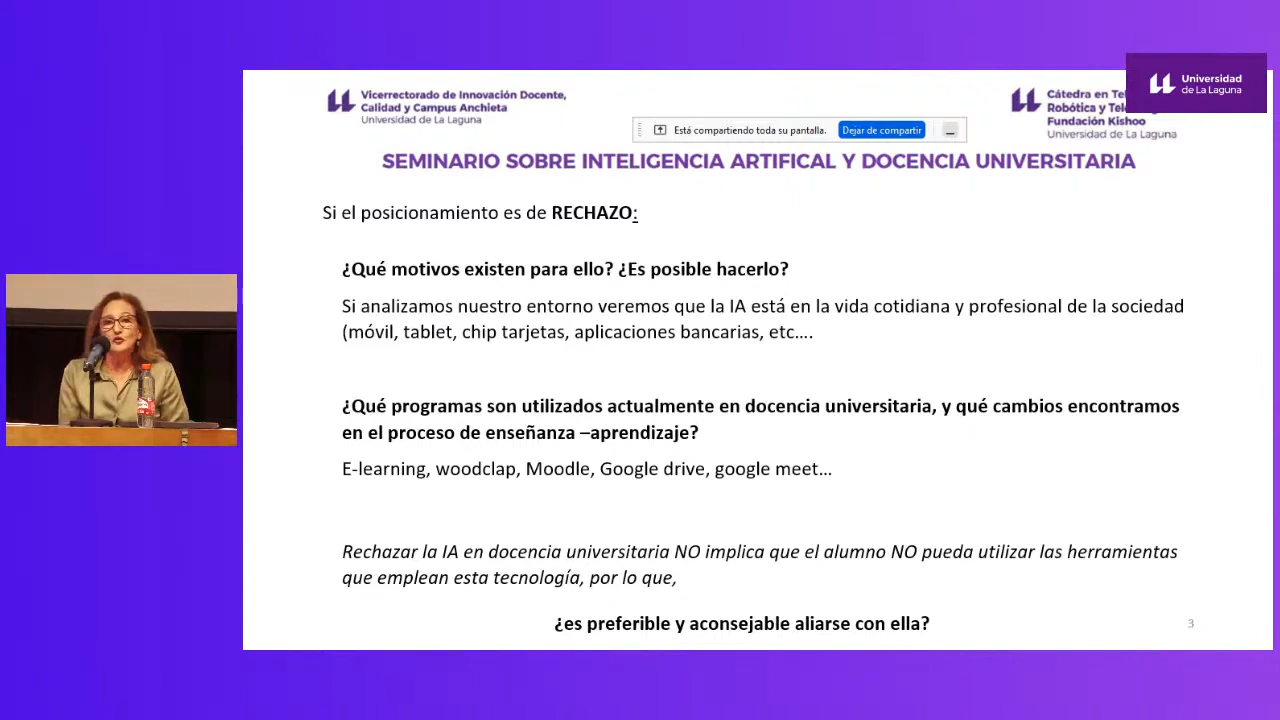 Vicerrectorado de Innovación Docente,
Calidad y Campus Anchieta
Universidad de La Laguna
Cátedra en Tel
Robótica y Tele
Fundación Kishoo
Universidad de La Laguna
Universidad
de La Laguna
Está compartiendo toda su pantalla. Dejar de compartir
SEMINARIO SOBRE INTELIGENCIA ARTIFICAL Y DOCENCIA UNIVERSITARIA
Si el posicionamiento es de RECHAZO:
¿Qué motivos existen para ello? ¿Es posible hacerlo?
Si analizamos nuestro entorno veremos que la IA está en la vida cotidiana y profesional de la sociedad
(móvil, tablet, chip tarjetas, aplicaciones bancarias, etc….
¿Qué programas son utilizados actualmente en docencia universitaria, y qué cambios encontramos
en el proceso de enseñanza –aprendizaje?
E-learning, woodclap, Moodle, Google drive, google meet…
Rechazar la IA en docencia universitaria NO implica que el alumno NO pueda utilizar las herramientas
que emplean esta tecnología, por lo que,
¿es preferible y aconsejable aliarse con ella?
3